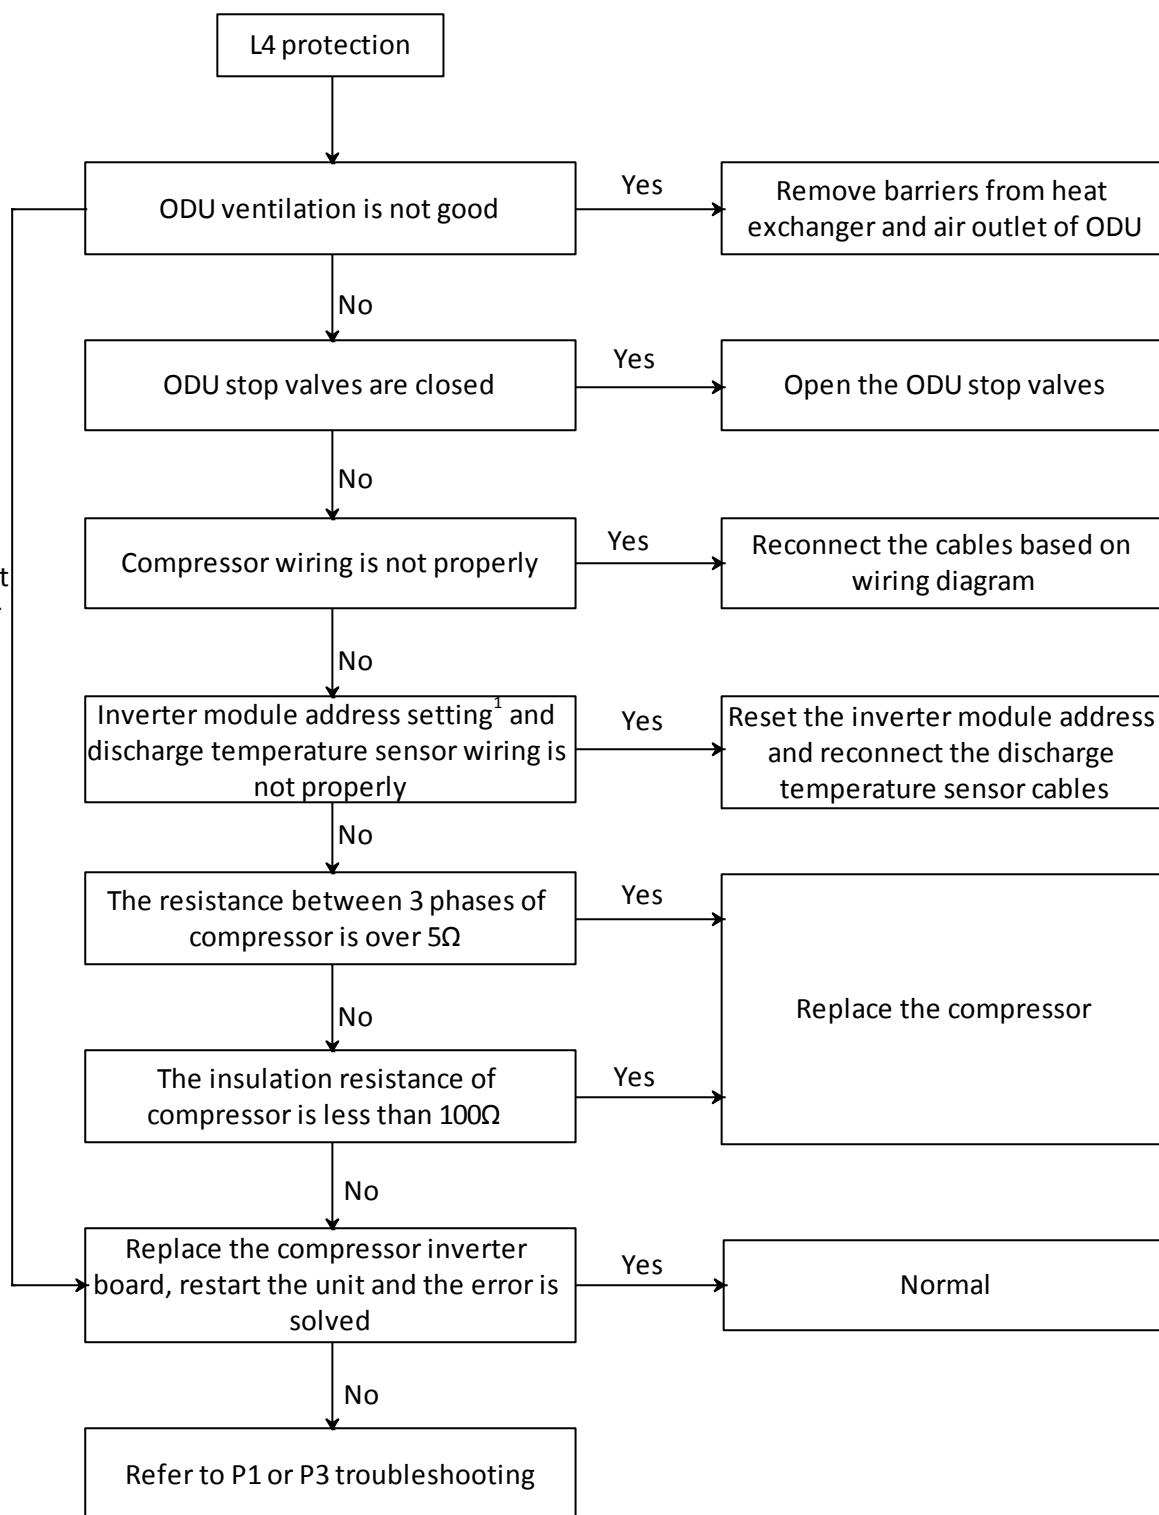 L4 protection
ODU ventilation is not good
Yes
Remove barriers from heat
exchanger and air outlet of ODU
No
ODU stop valves are closed
Yes
Open the ODU stop valves
No
Compressor wiring is not properly
Yes
Reconnect the cables based on
wiring diagram
No
Inverter module address setting¹ and
discharge temperature sensor wiring is
not properly
Yes
Reset the inverter module address
and reconnect the discharge
temperature sensor cables
No
The resistance between 3 phases of
compressor is over 5Ω
Yes
Replace the compressor
No
The insulation resistance of
compressor is less than 100Ω
Yes
No
Replace the compressor inverter
board, restart the unit and the error is
solved
Yes
Normal
No
Refer to P1 or P3 troubleshooting